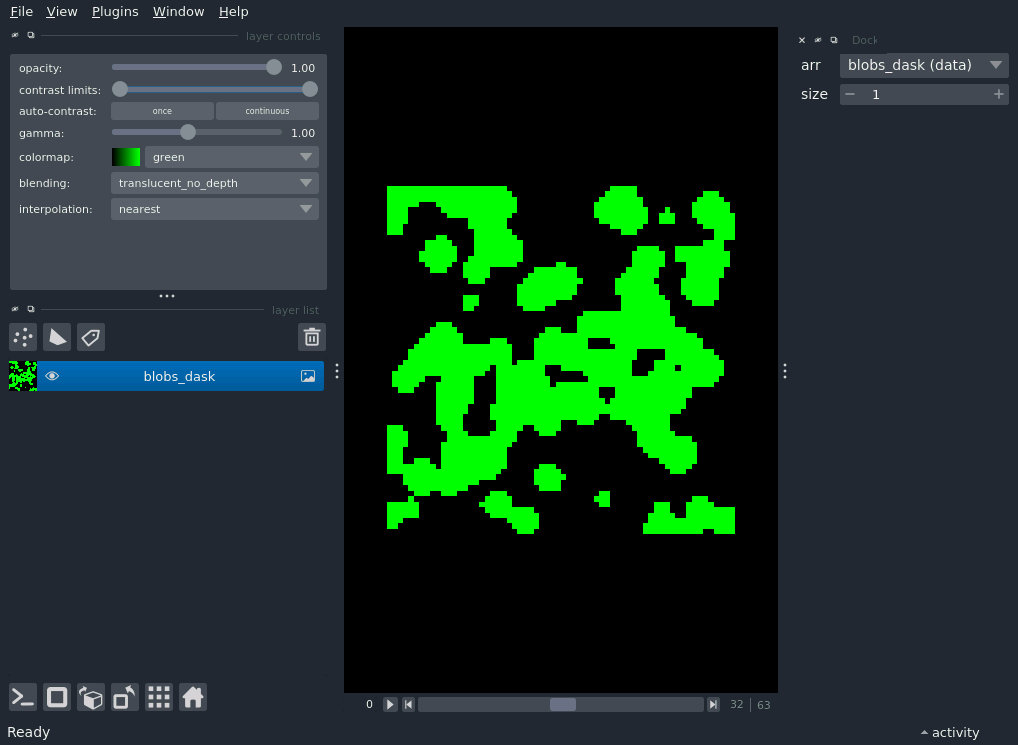 File View Plugins Window Help
layer controls
opacity: 1.00
contrast limits:
auto-contrast: once continuous
gamma: 1.00
colormap: green
blending: translucent_no_depth
interpolation: nearest
layer list
blobs_dask
0 32 63
Dock
arr blobs_dask (data)
size 1
Ready
activity